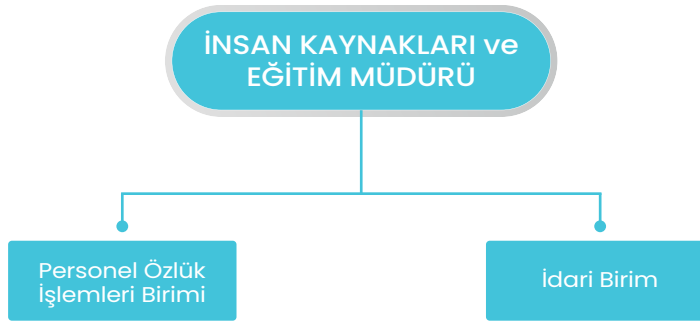 İNSAN KAYNAKLARI ve
EĞİTİM MÜDÜRÜ
Personel Özlük
İşlemleri Birimi
İdari Birim